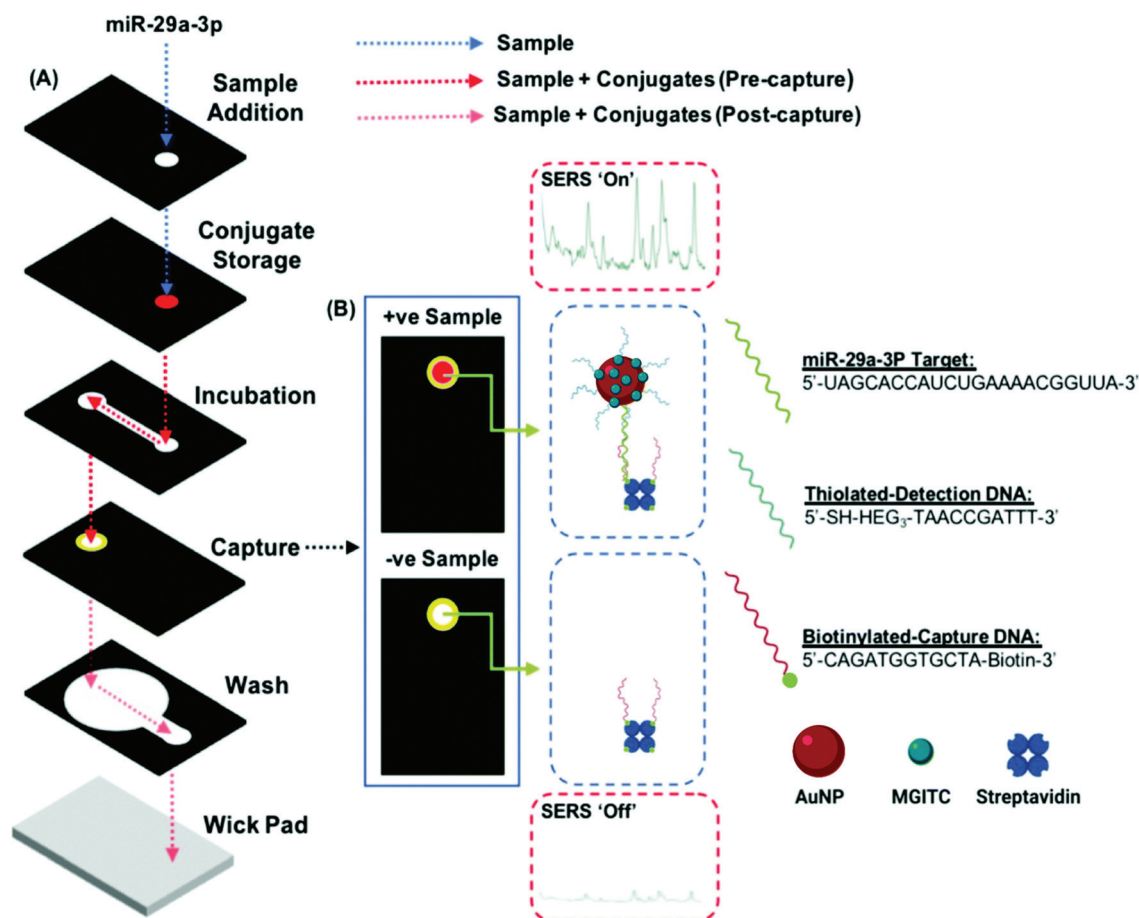 miR-29a-3p
Sample
Sample + Conjugates (Pre-capture)
Sample + Conjugates (Post-capture)
(A)
Sample
Addition
Conjugate
Storage
Incubation
Capture
Wash
Wick Pad
SERS 'On'
(B)
+ve Sample
-ve Sample
SERS 'Off'
miR-29a-3P Target:
5'-UAGCACCAUCUGAAAACGGUUA-3'
Thiolated-Detection DNA:
5'-SH-HEG₃-TAACCGATTT-3'
Biotinylated-Capture DNA:
5'-CAGATGGTGCTA-Biotin-3'
AuNP
MGITC
Streptavidin